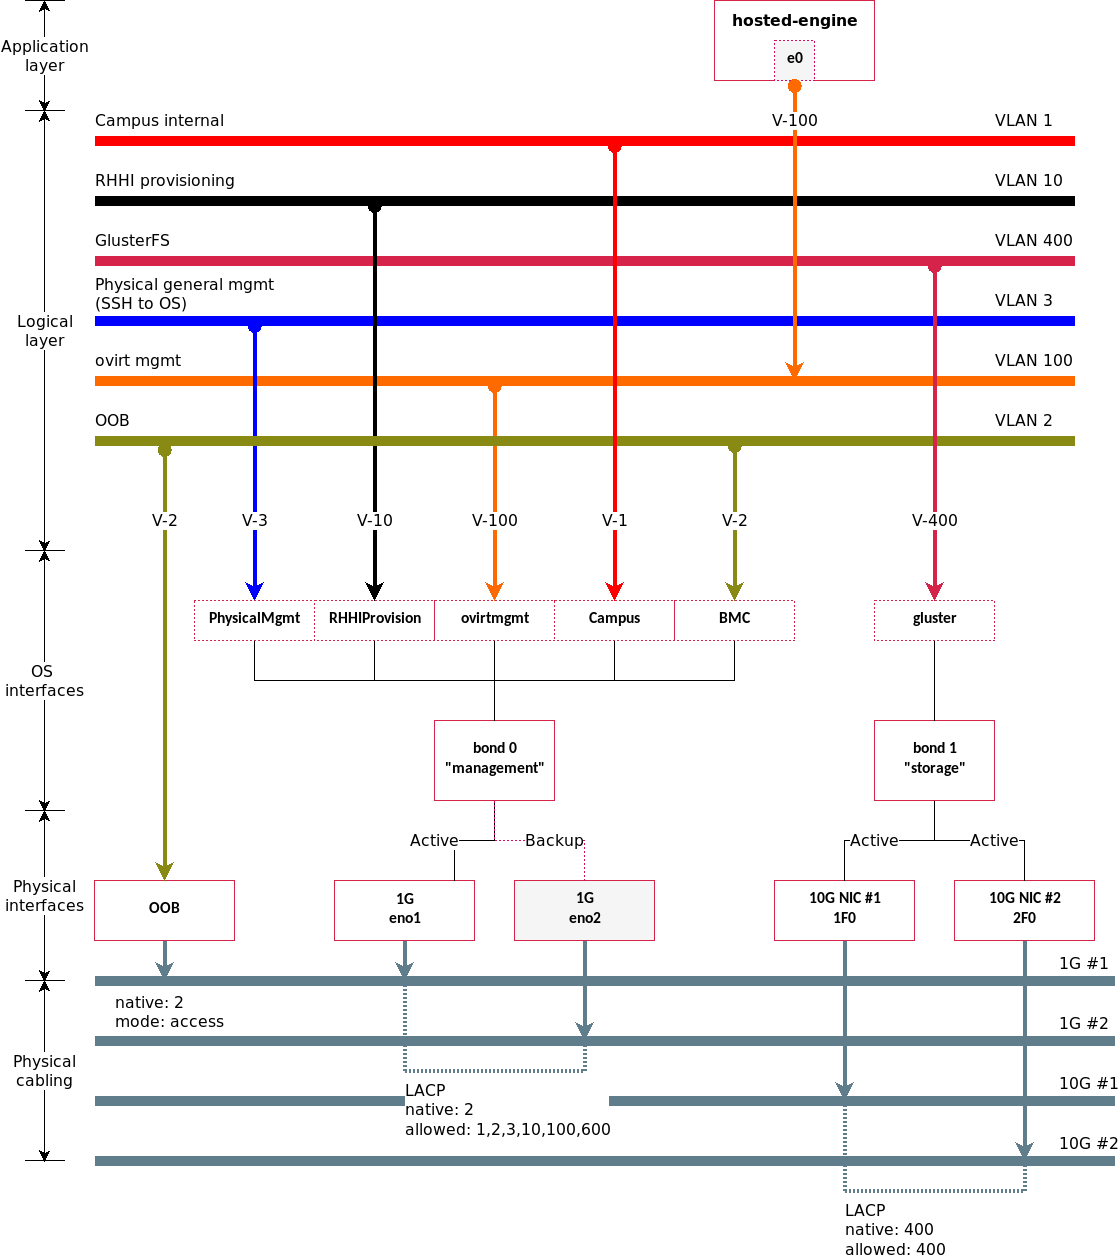 hosted-engine
Application
layer
e0
Campus internal
V-100
VLAN 1
RHHI provisioning
VLAN 10
GlusterFS
VLAN 400
Physical general mgmt
(SSH to OS)
VLAN 3
Logical
layer
ovirt mgmt
VLAN 100
OOB
VLAN 2
V-2
V-3
V-10
V-100
V-1
V-2
V-400
PhysicalMgmt
RHHIProvision
ovirtmgmt
Campus
BMC
gluster
OS
interfaces
bond 0
"management"
bond 1
"storage"
Active
Backup
Active
Active
Physical
interfaces
OOB
1G
eno1
1G
eno2
10G NIC #1
1F0
10G NIC #2
2F0
1G #1
native: 2
mode: access
1G #2
Physical
cabling
10G #1
LACP
native: 2
allowed: 1,2,3,10,100,600
10G #2
LACP
native: 400
allowed: 400